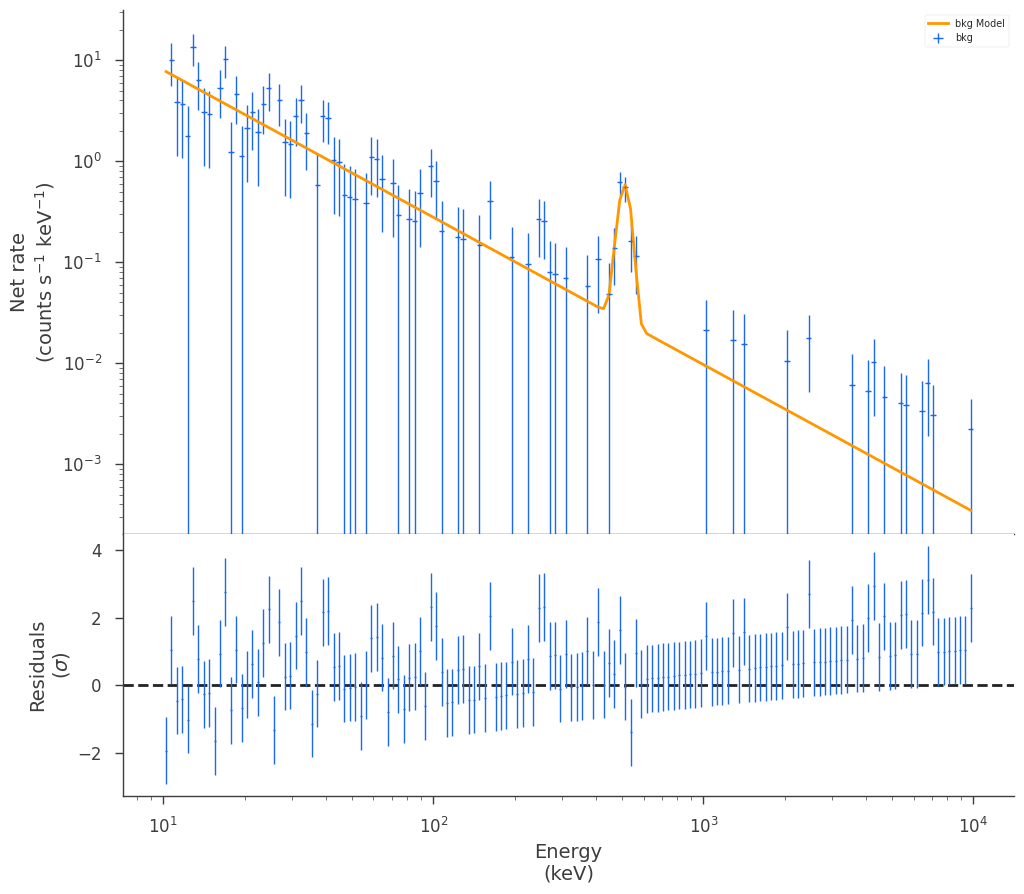 bkg Model
bkg
10¹
10⁰
10⁻¹
10⁻²
10⁻³
Net rate
(counts s⁻¹ keV⁻¹)
4
2
0
−2
Residuals
(σ)
10¹ 10² 10³ 10⁴
Energy
(keV)